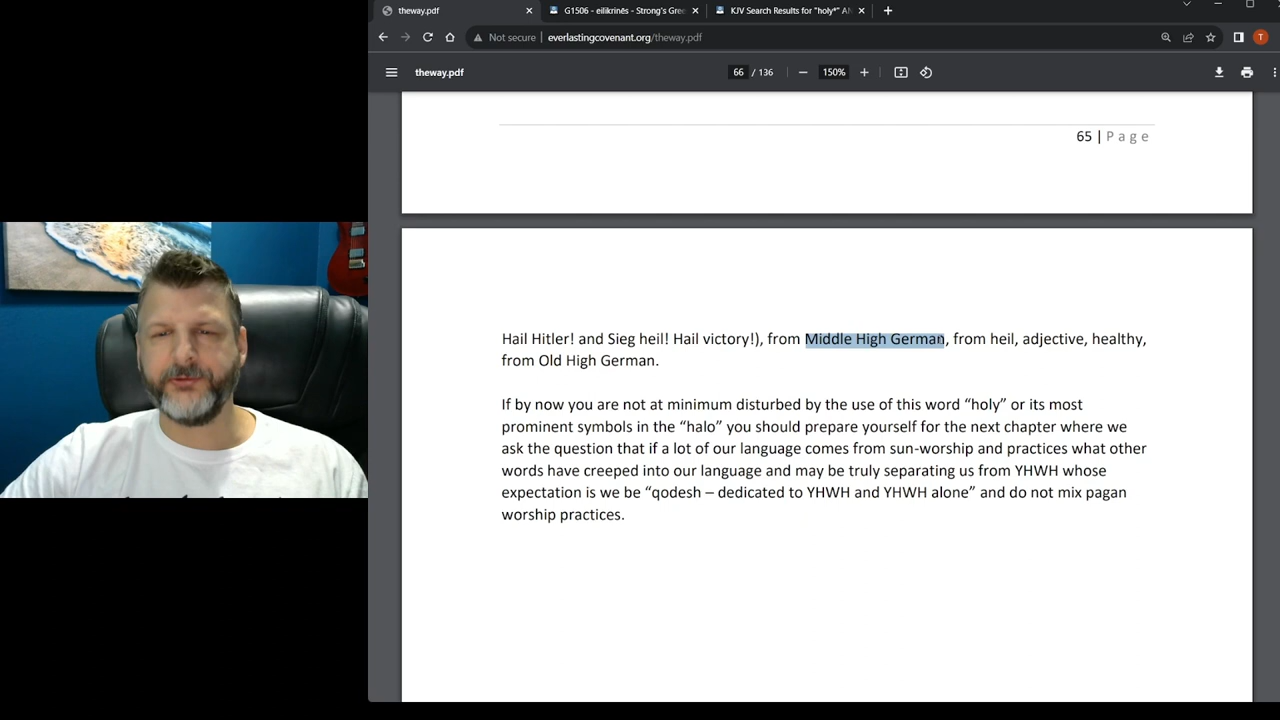 theway.pdf
G1506 - eilikrinēs - Strong's Gree
KJV Search Results for "holy*" A
Not secure
everlastingcovenant.org/theway.pdf
T
theway.pdf
66 / 136
150%
65 | P a g e
Hail Hitler! and Sieg heil! Hail victory!), from Middle High German, from heil, adjective, healthy,
from Old High German.
If by now you are not at minimum disturbed by the use of this word “holy” or its most
prominent symbols in the “halo” you should prepare yourself for the next chapter where we
ask the question that if a lot of our language comes from sun-worship and practices what other
words have creeped into our language and may be truly separating us from YHWH whose
expectation is we be “qodesh – dedicated to YHWH and YHWH alone” and do not mix pagan
worship practices.